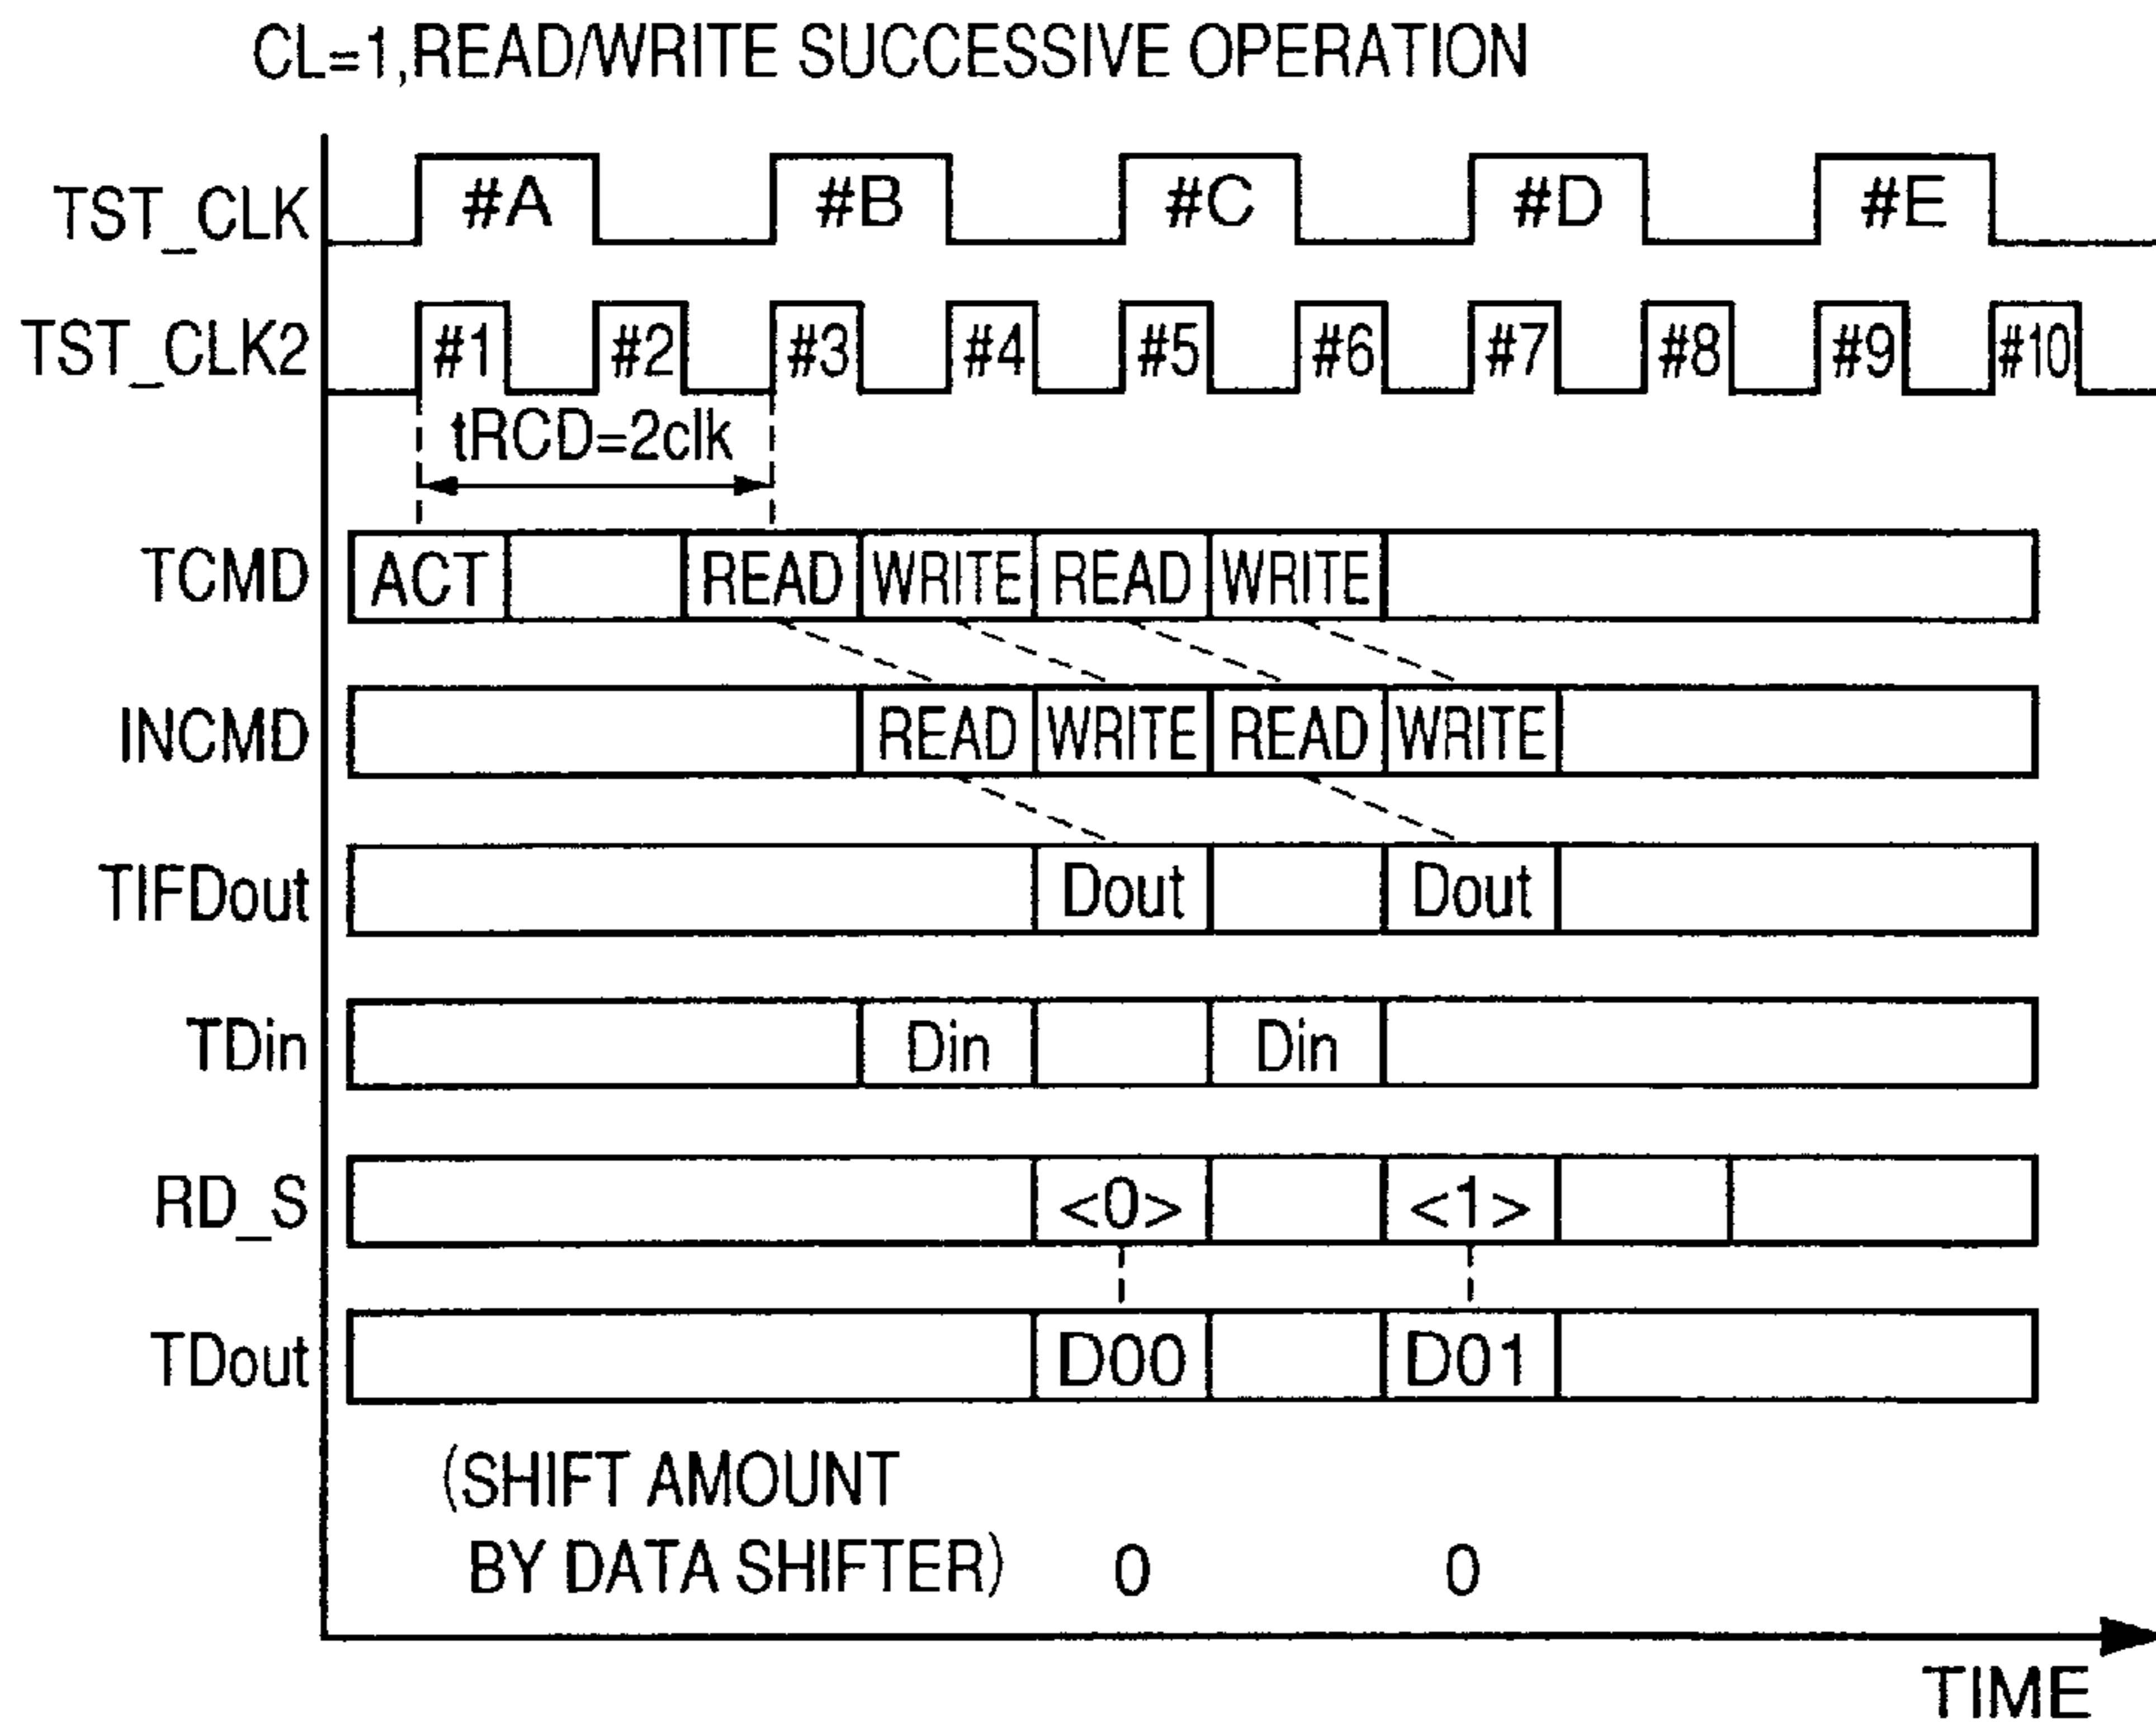 CL=1,READ/WRITE SUCCESSIVE OPERATION
TST_CLK #A #B #C #D #E
TST_CLK2 #1 #2 #3 #4 #5 #6 #7 #8 #9 #10
tRCD=2clk
TCMD ACT READ WRITE READ WRITE
INCMD READ WRITE READ WRITE
TIFDout Dout Dout
TDin Din Din
RD_S <0> <1>
TDout D00 D01
(SHIFT AMOUNT
BY DATA SHIFTER) 0 0
TIME